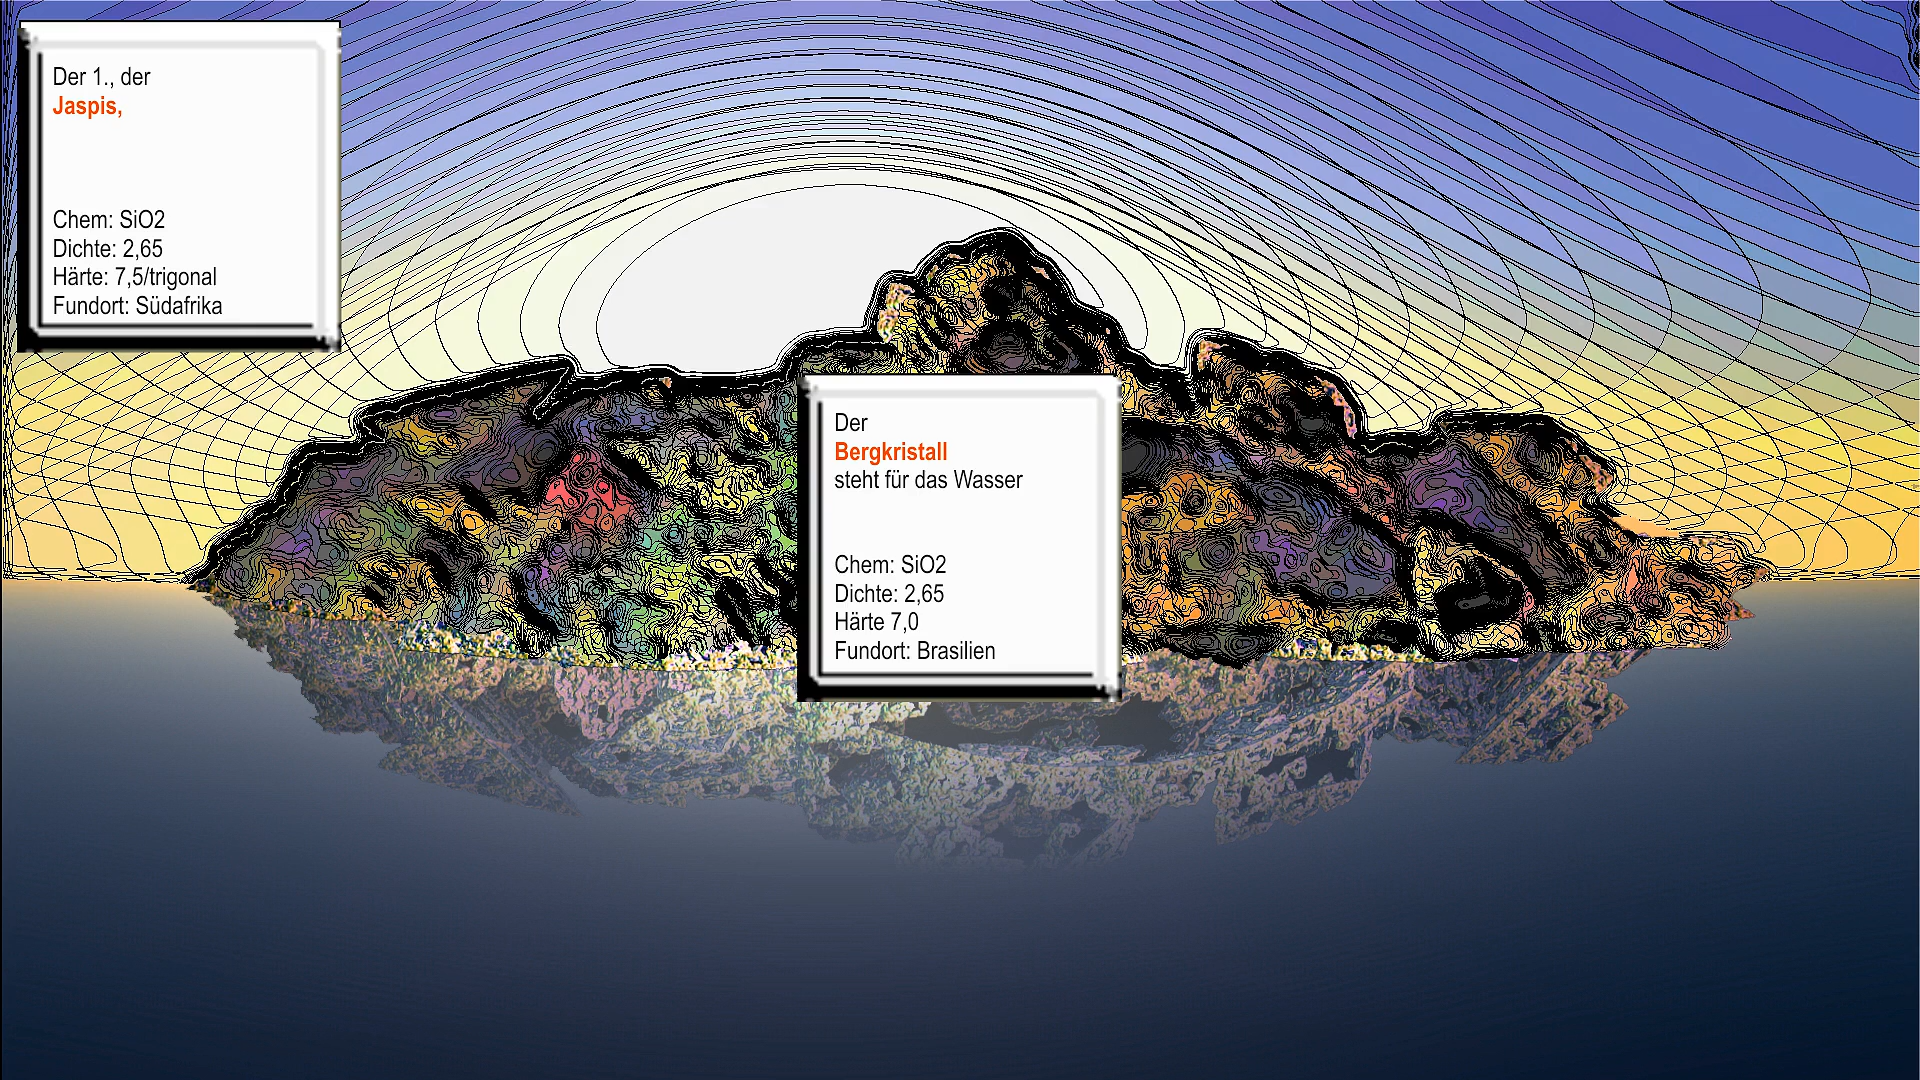 Der 1., der
Jaspis,
Chem: SiO2
Dichte: 2,65
Härte: 7,5/trigonal
Fundort: Südafrika
Der
Bergkristall
steht für das Wasser
Chem: SiO2
Dichte: 2,65
Härte 7,0
Fundort: Brasilien